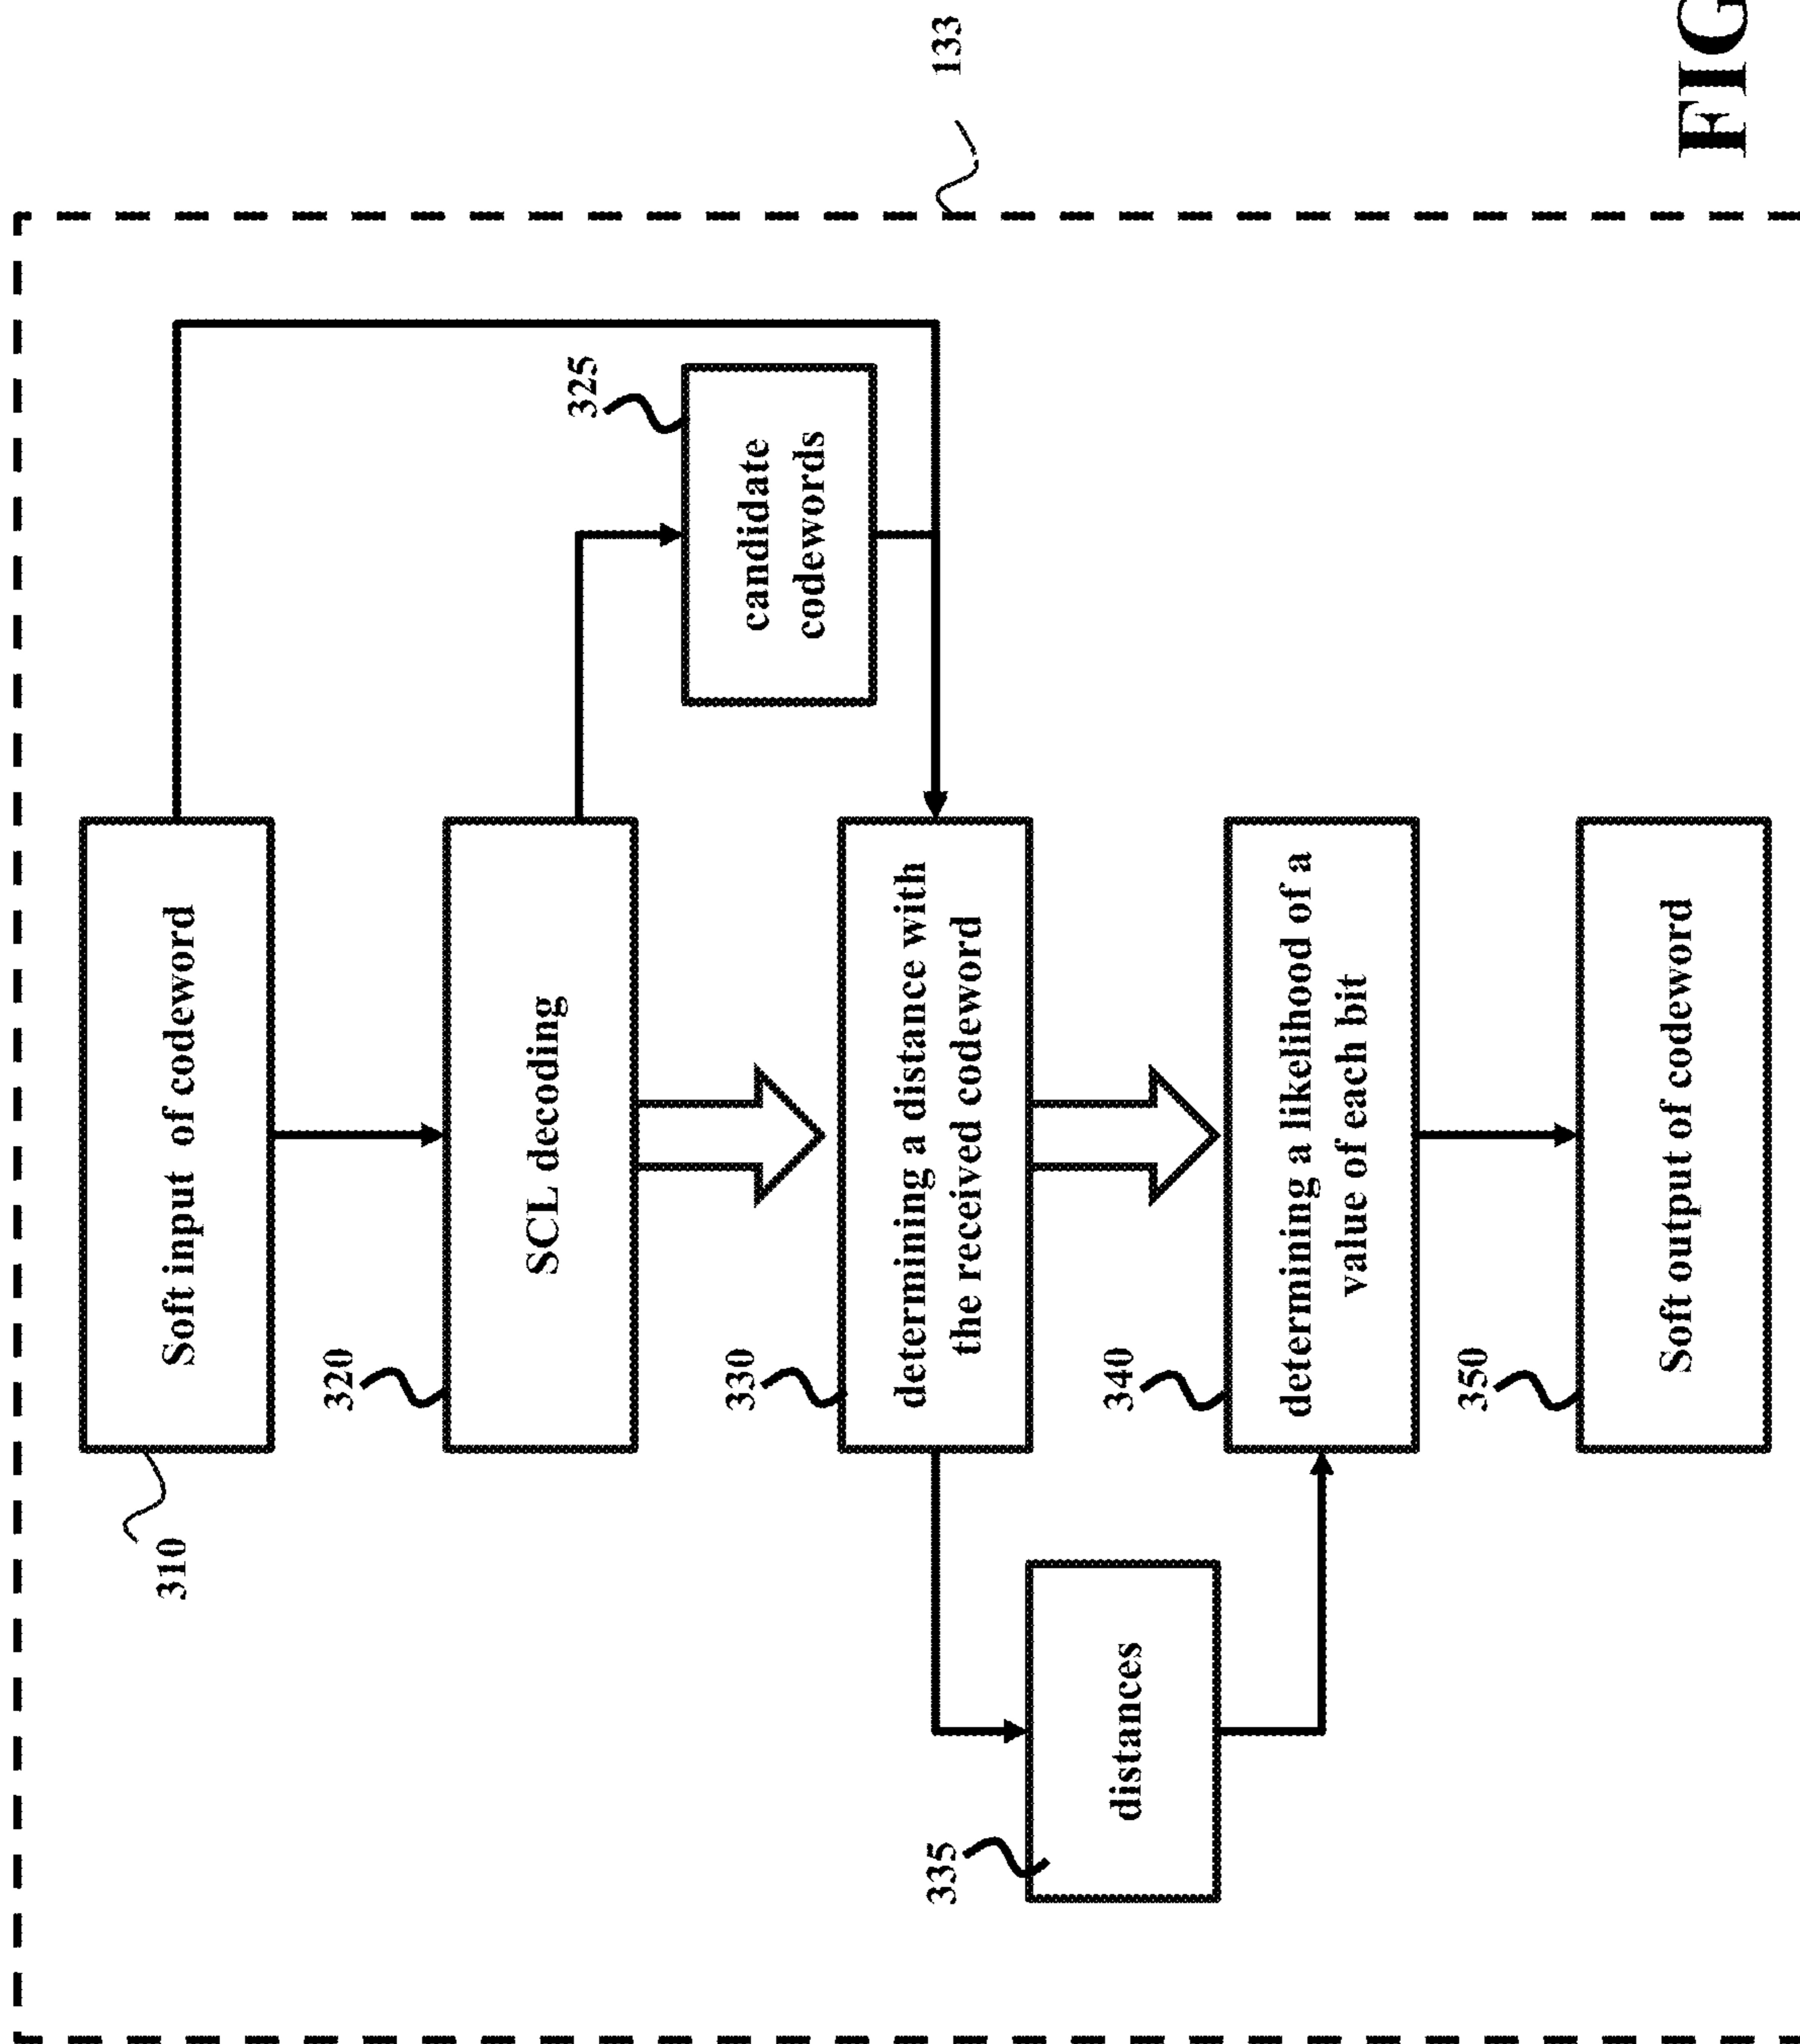 310
Soft input of codeword
320
SCL decoding
325
candidate
codewords
330
determining a distance with
the received codeword
335
distances
340
determining a likelihood of a
value of each bit
350
Soft output of codeword
133
FIG